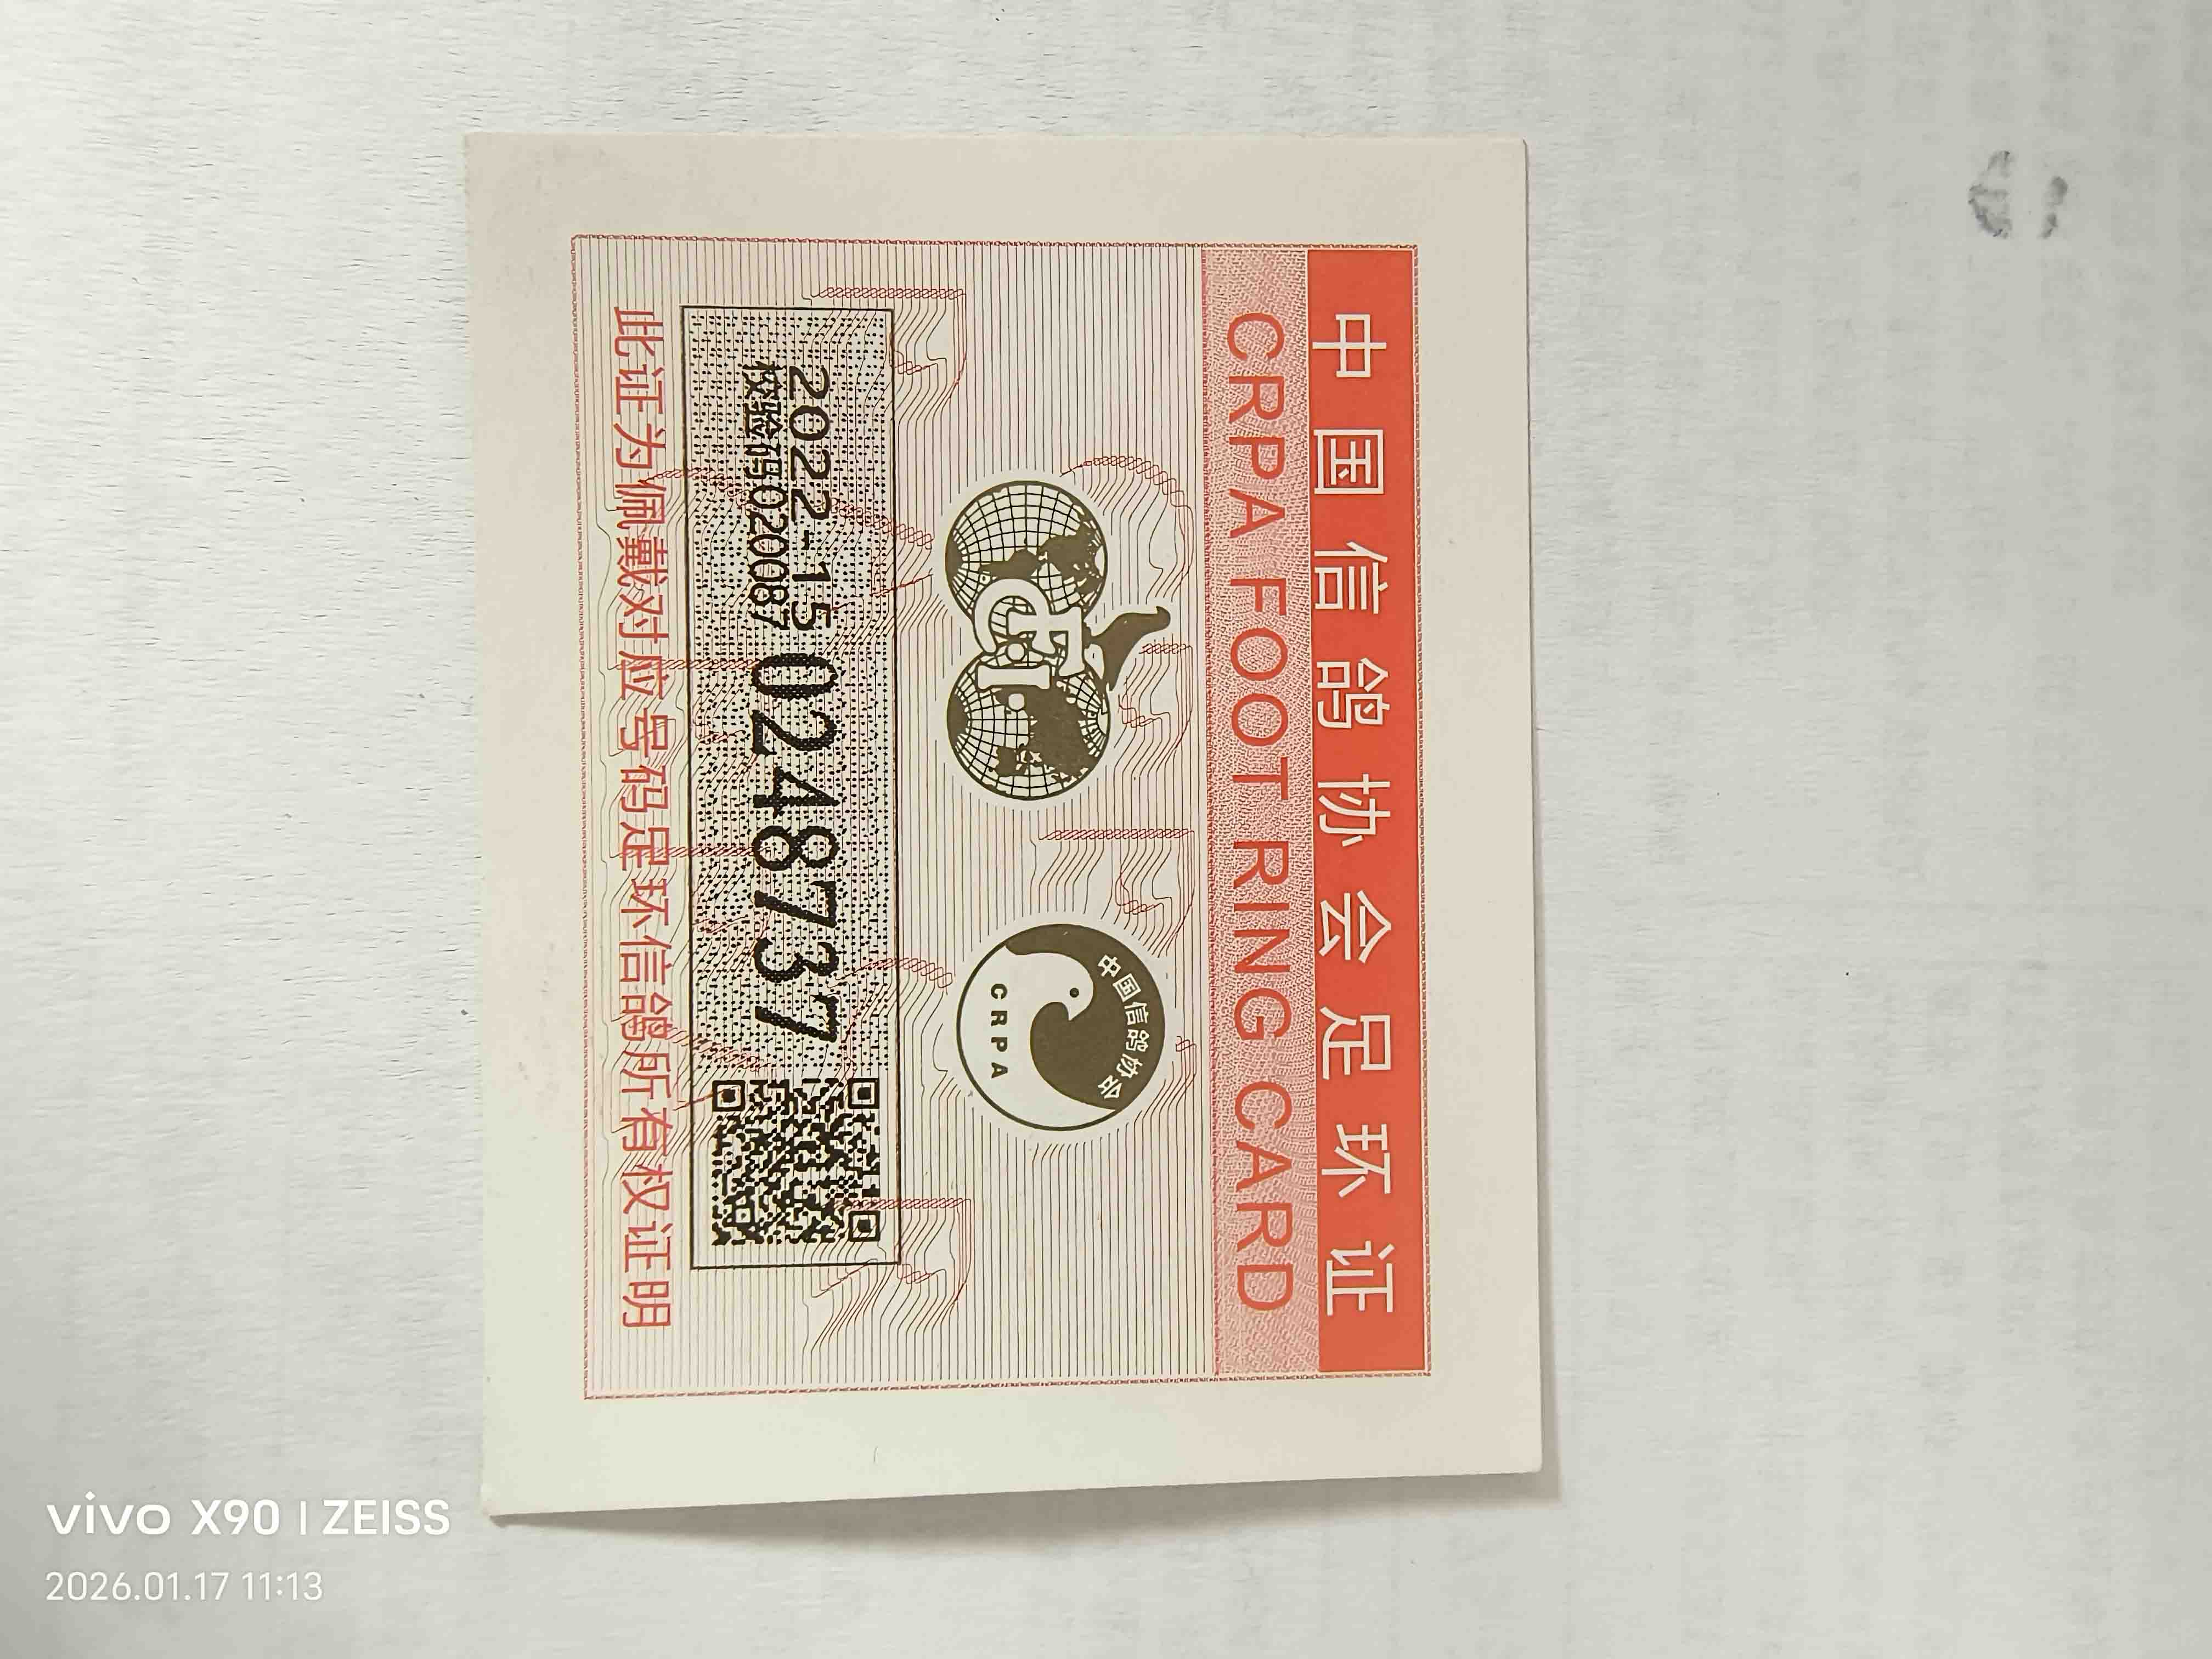 中国信鸽协会足环证
CRPA FOOT RING CARD
F
C I
中国信鸽协会
CRPA
2022-15 0248737
校验码020087
此证为佩戴对应号码足环信鸽所有权证明
vivo X90 | ZEISS
2026.01.17 11:13